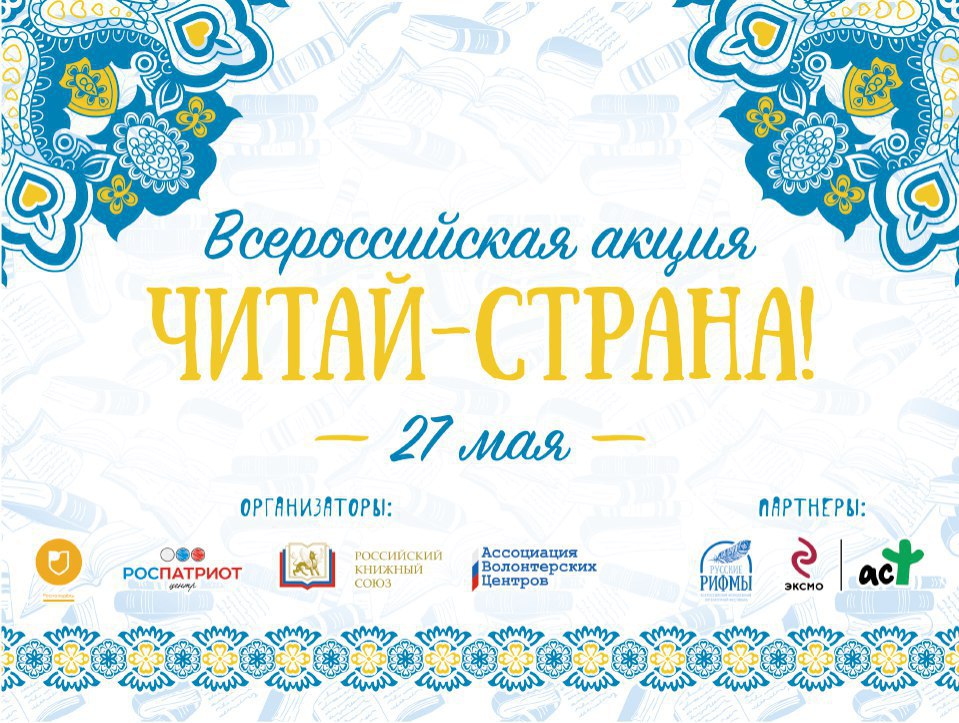 Всероссийская акция
ЧИТАЙ-СТРАНА!
— 27 мая —
ОРГАНИЗАТОРЫ:
ПАРТНЕРЫ:
РОСПАТРИОТ
центр
РОССИЙСКИЙ
КНИЖНЫЙ
СОЮЗ
Ассоциация
Волонтерских
Центров
РУССКИЕ
РИФМЫ
ЭКСМО
аст